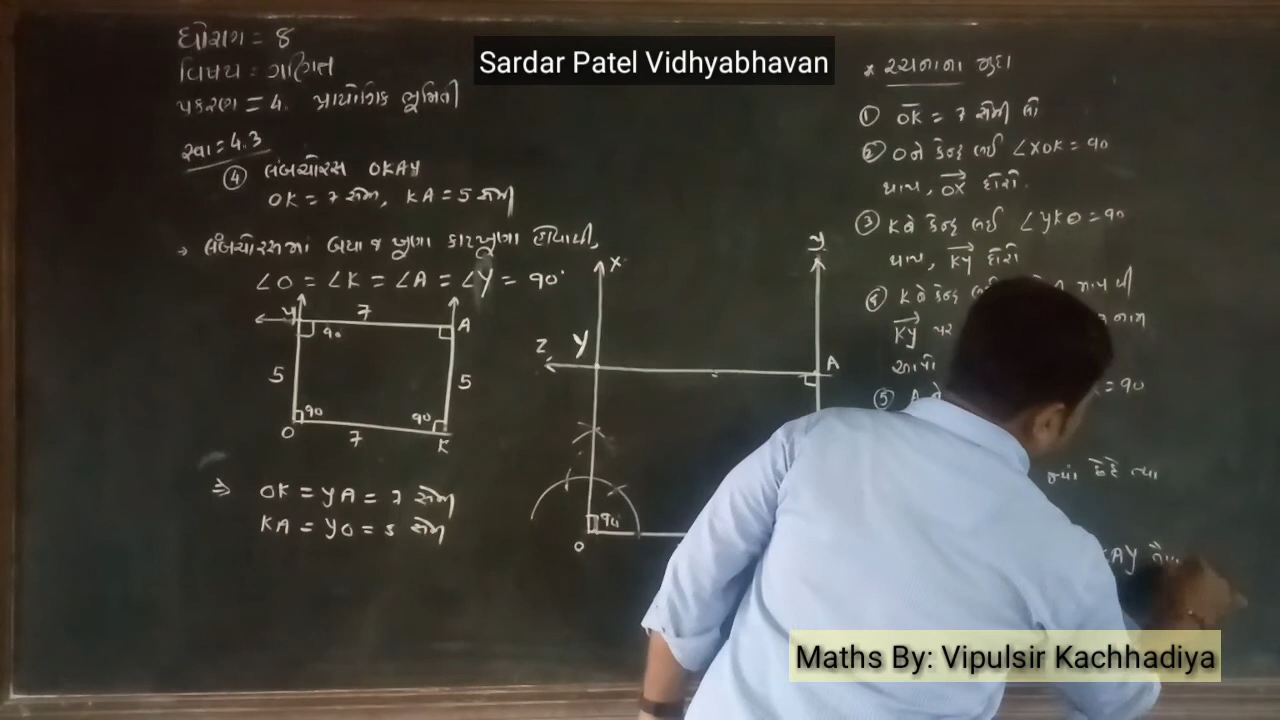 ધોરણ = 8
વિષય : ગણિત
પ્રકરણ = 4. પ્રાયોગિક ભૂમિતી
Sardar Patel Vidhyabhavan
સ્વા = 4.3
④ લંબચોરસ OKAY
OK = 7 સેમી, KA = 5 સેમી
→ લંબચોરસમાં બધા જ ખૂણા કાટખૂણા હોવાથી,
∠O = ∠K = ∠A = ∠Y = 90°
Y 7 A
90
5 5
90 90
O 7 K
⇒ OK = YA = 7 સેમી
KA = YO = 5 સેમી
X y
Z Y A
90
O
* રચનાના મુદા
① OK = 7 સેમી લો
② O ને કેન્દ્ર લઈ ∠XOK = 90
થાય, OX દોરો.
③ K ને કેન્દ્ર લઈ ∠YKO = 90
થાય, KY દોરો
④ K ને કેન્દ્ર લઈ માપ થી
KY પર નામ
આપો
⑤ A ને = 90
જ્યાં છેદે ત્યા
KAY
Maths By: Vipulsir Kachhadiya